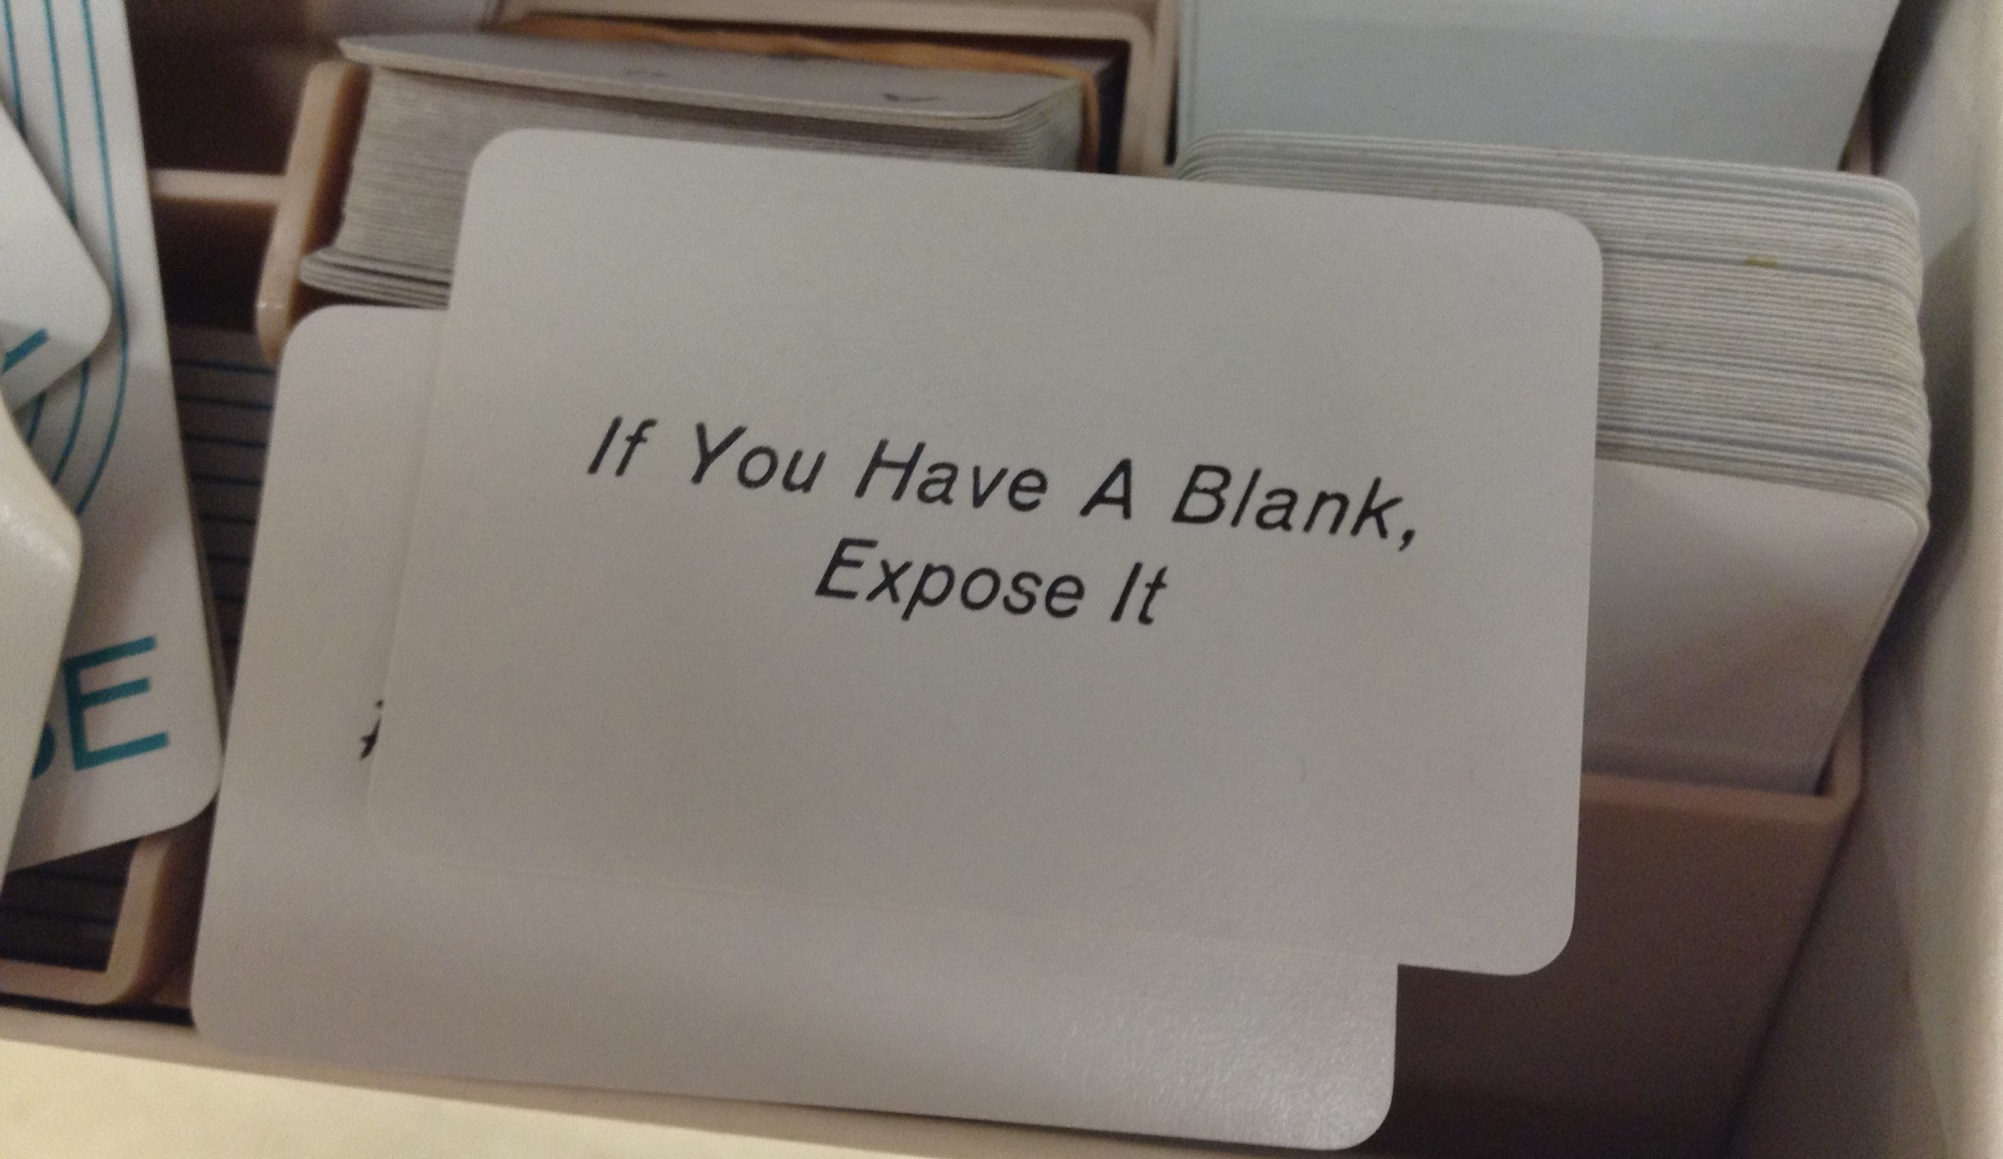 If You Have A Blank,
Expose It
E